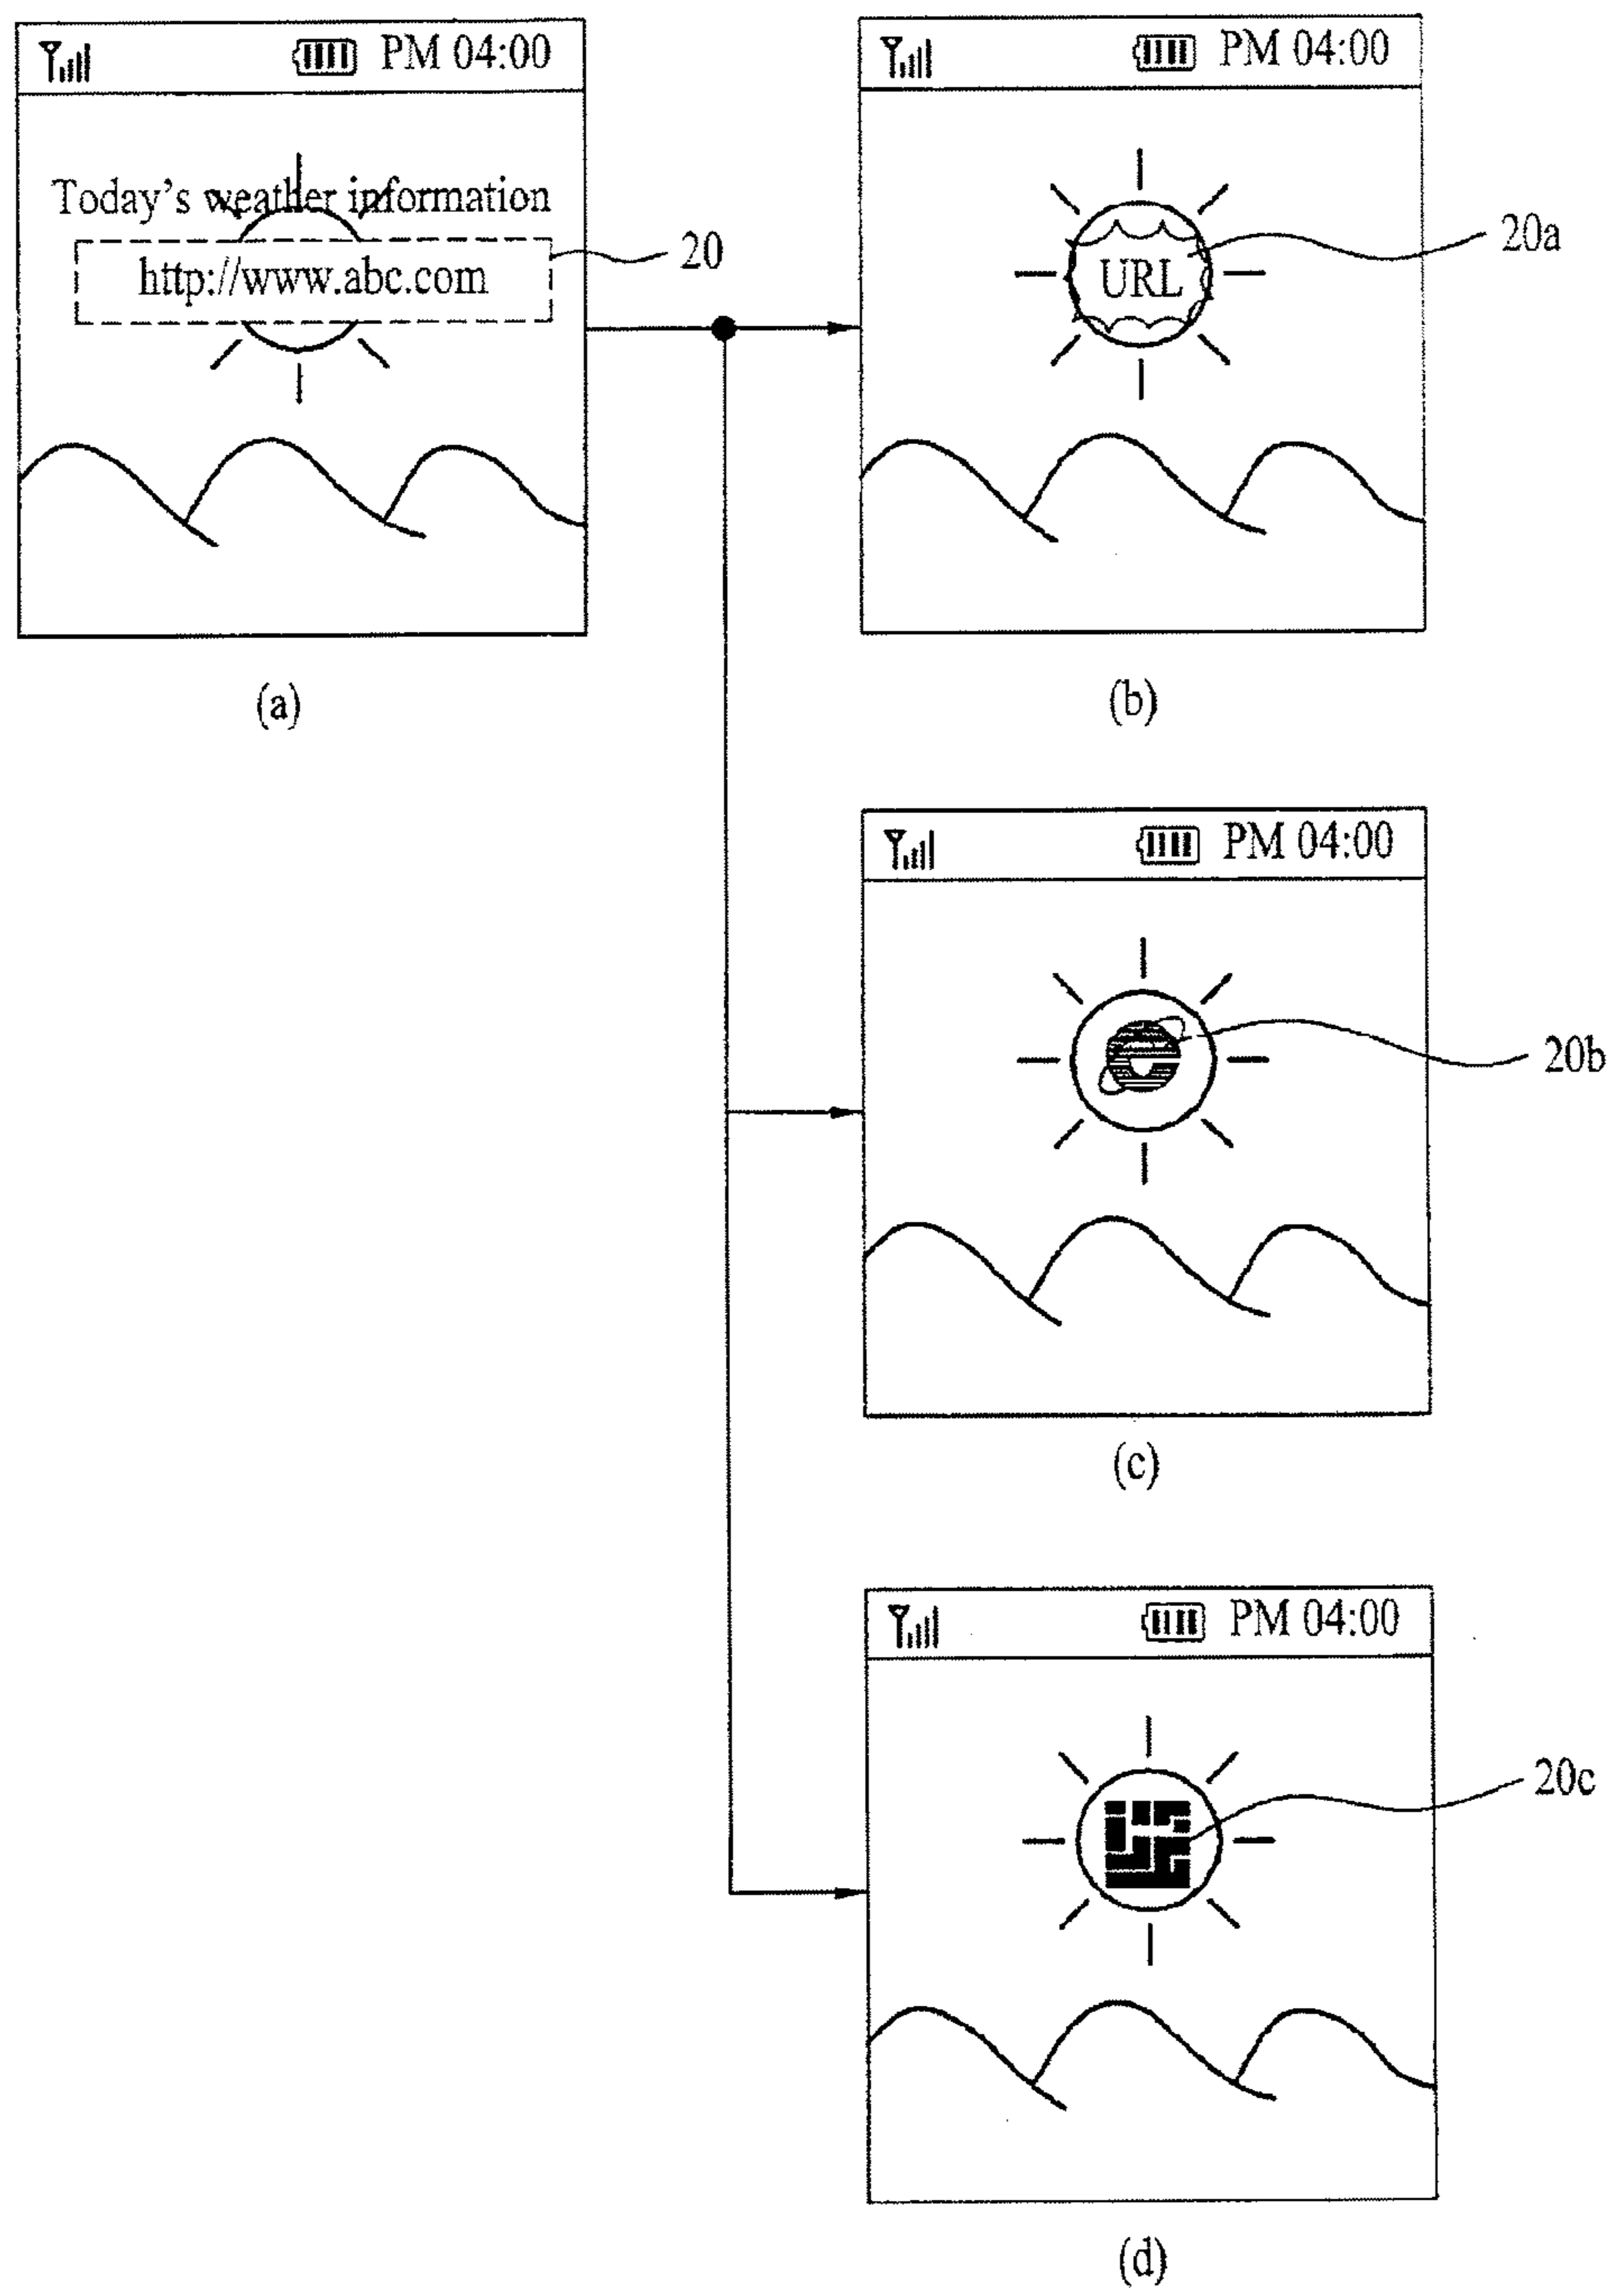 PM 04:00
Today's weather information
http://www.abc.com
20
(a)
PM 04:00
URL
20a
(b)
PM 04:00
20b
(c)
PM 04:00
20c
(d)